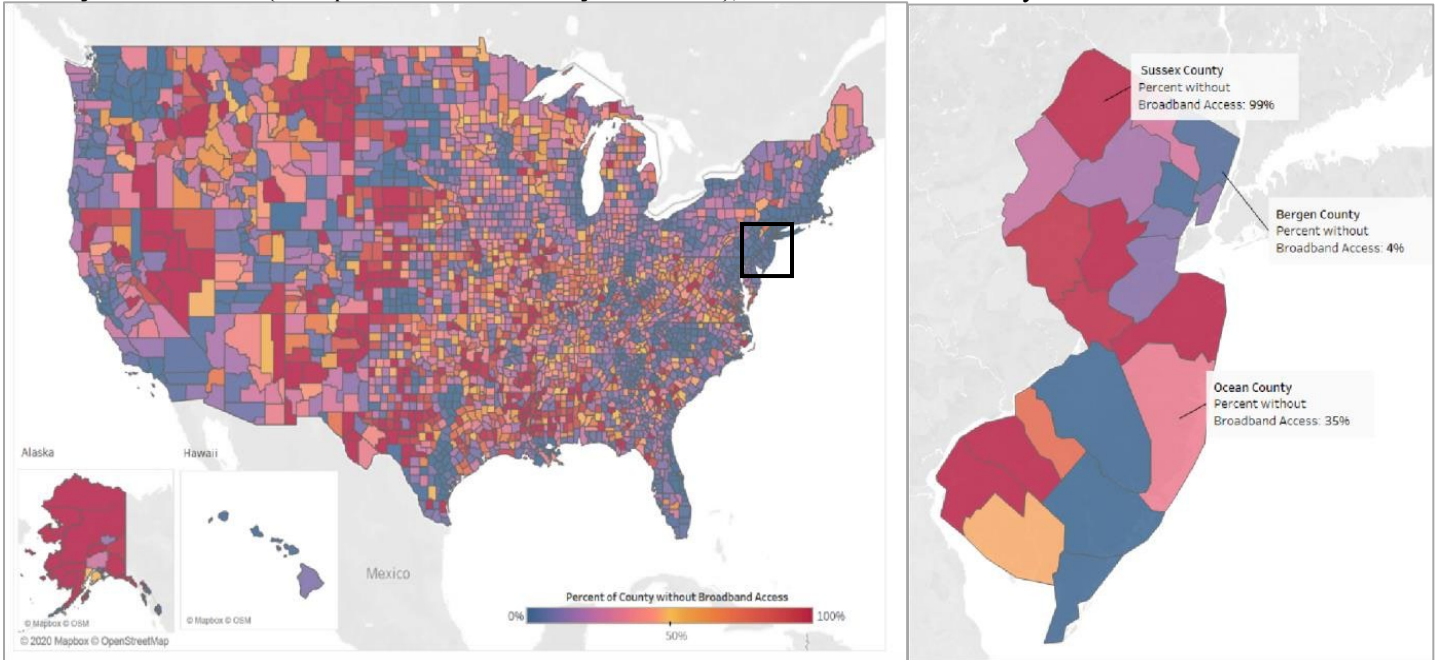 Alaska
Hawaii
Mexico
Percent of County without Broadband Access
0%
100%
50%
© Mapbox © OSM
© Mapbox © OSM
© 2020 Mapbox © OpenStreetMap
Sussex County
Percent without
Broadband Access: 99%
Bergen County
Percent without
Broadband Access: 4%
Ocean County
Percent without
Broadband Access: 35%